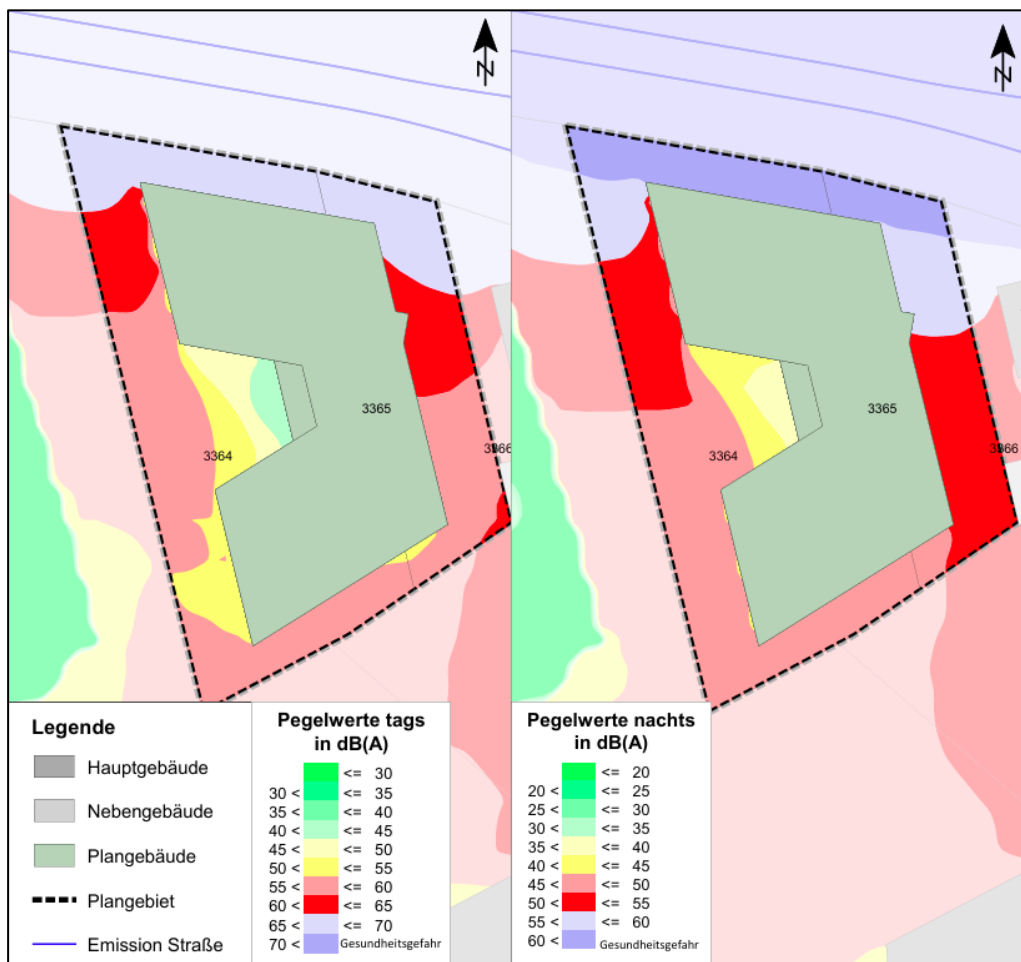 N
N
3365
3365
3364
3364
3366
3366
Legende
Hauptgebäude
Nebengebäude
Plangebäude
Plangebiet
Emission Straße
Pegelwerte tags
in dB(A)
<= 30
30 < <= 35
35 < <= 40
40 < <= 45
45 < <= 50
50 < <= 55
55 < <= 60
60 < <= 65
65 < <= 70
70 < Gesundheitsgefahr
Pegelwerte nachts
in dB(A)
<= 20
20 < <= 25
25 < <= 30
30 < <= 35
35 < <= 40
40 < <= 45
45 < <= 50
50 < <= 55
55 < <= 60
60 < Gesundheitsgefahr